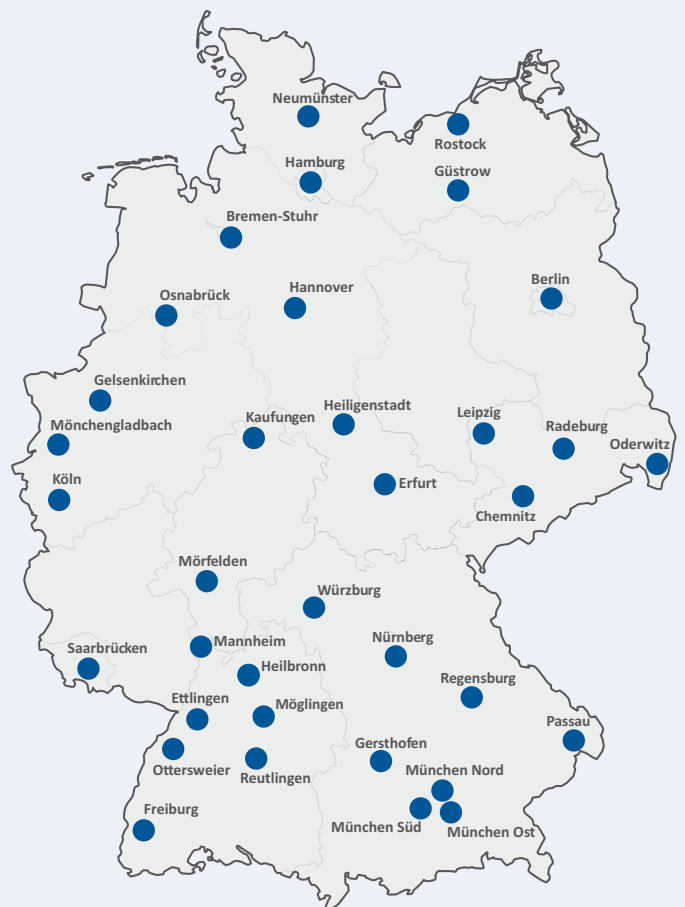 Neumünster
Rostock
Hamburg
Güstrow
Bremen-Stuhr
Berlin
Hannover
Osnabrück
Gelsenkirchen
Heiligenstadt
Kaufungen
Leipzig
Radeburg
Mönchengladbach
Oderwitz
Köln
Erfurt
Chemnitz
Mörfelden
Würzburg
Mannheim
Nürnberg
Saarbrücken
Heilbronn
Regensburg
Ettlingen
Möglingen
Passau
Gersthofen
Ottersweier
Reutlingen
München Nord
Freiburg
München Süd
München Ost